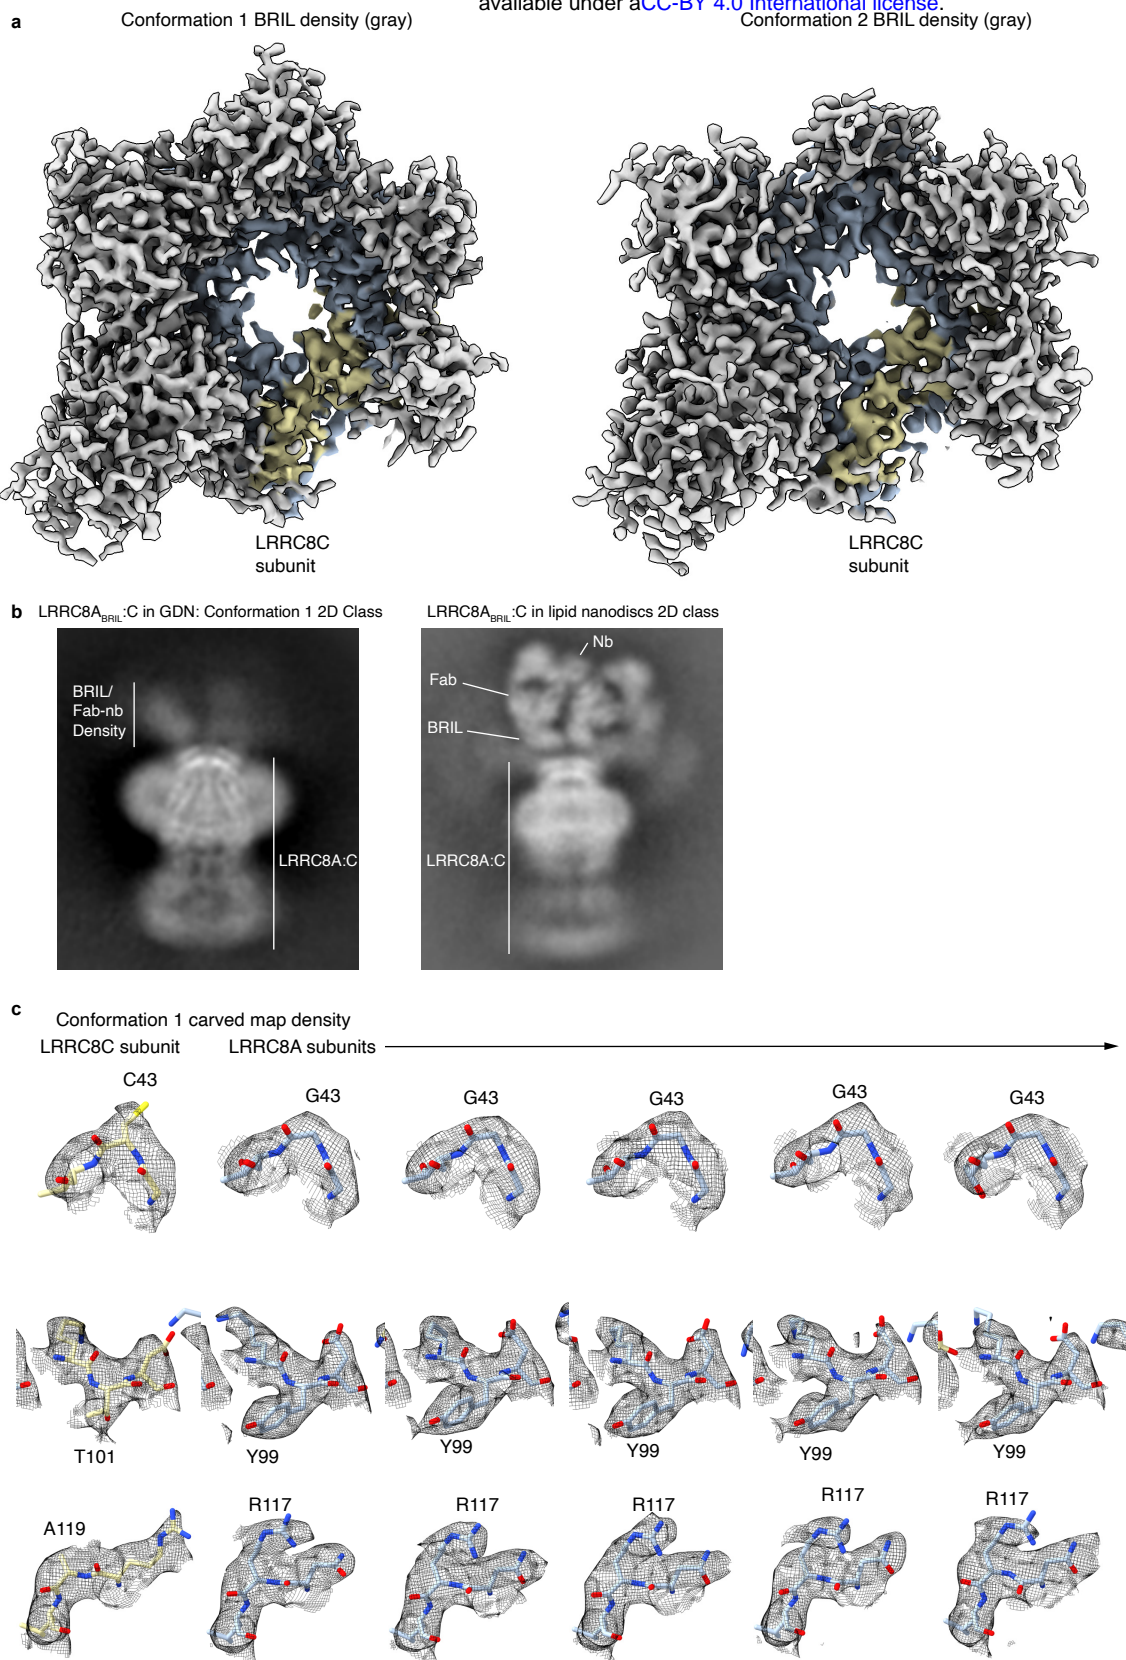 available under aCC-BY 4.0 International license.
a
Conformation 1 BRIL density (gray)
Conformation 2 BRIL density (gray)
LRRC8C
subunit
LRRC8C
subunit
b
LRRC8ABRIL:C in GDN: Conformation 1 2D Class
LRRC8ABRIL:C in lipid nanodiscs 2D class
BRIL/
Fab-nb
Density
LRRC8A:C
Nb
Fab
BRIL
LRRC8A:C
c
Conformation 1 carved map density
LRRC8C subunit
LRRC8A subunits
C43
G43
G43
G43
G43
G43
T101
Y99
Y99
Y99
Y99
Y99
A119
R117
R117
R117
R117
R117